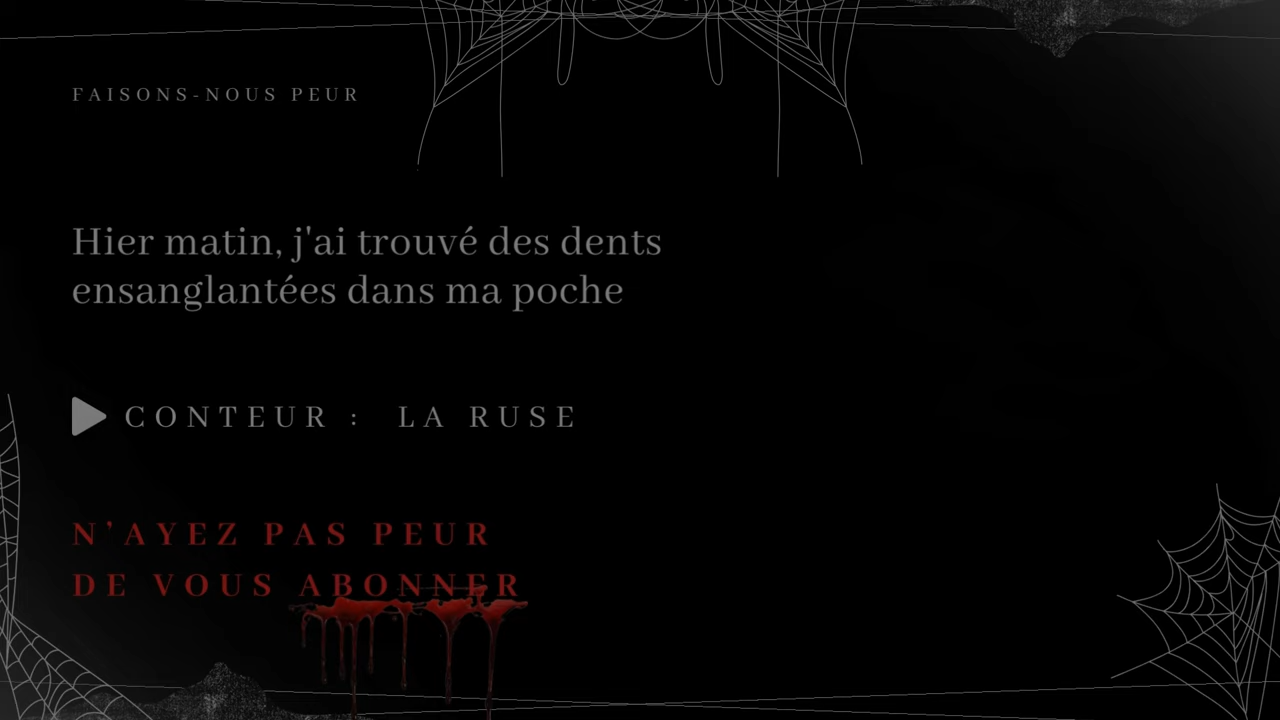 FAISONS-NOUS PEUR
Hier matin, j'ai trouvé des dents
ensanglantées dans ma poche
CONTEUR : LA RUSE
N'AYEZ PAS PEUR
DE VOUS ABONNER